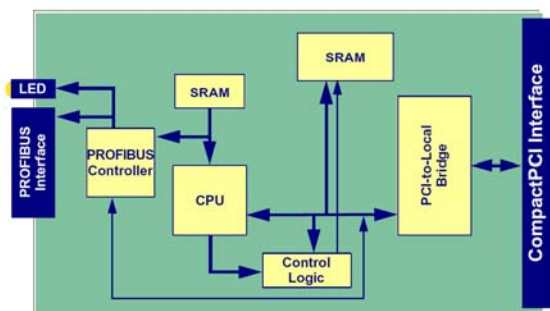 SRAM
LED
SRAM
PROFIBUS
Interface
PROFIBUS
Controller
CPU
PCI-to-Local
Bridge
CompactPCI Interface
Control
Logic